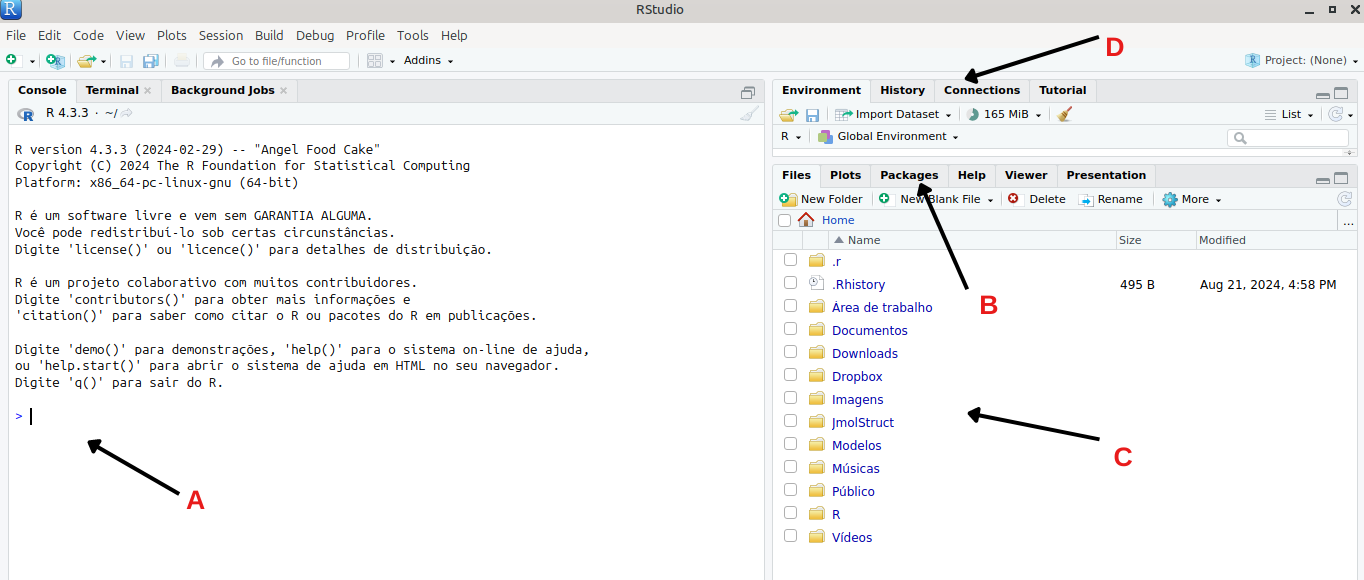 RStudio
File Edit Code View Plots Session Build Debug Profile Tools Help
Go to file/function Addins Project: (None)
Console Terminal Background Jobs
R 4.3.3 · ~/
R version 4.3.3 (2024-02-29) -- "Angel Food Cake"
Copyright (C) 2024 The R Foundation for Statistical Computing
Platform: x86_64-pc-linux-gnu (64-bit)
R é um software livre e vem sem GARANTIA ALGUMA.
Você pode redistribuí-lo sob certas circunstâncias.
Digite 'license()' ou 'licence()' para detalhes de distribuição.
R é um projeto colaborativo com muitos contribuidores.
Digite 'contributors()' para obter mais informações e
'citation()' para saber como citar o R ou pacotes do R em publicações.
Digite 'demo()' para demonstrações, 'help()' para o sistema on-line de ajuda,
ou 'help.start()' para abrir o sistema de ajuda em HTML no seu navegador.
Digite 'q()' para sair do R.
>
A
D
Environment History Connections Tutorial
Import Dataset 165 MiB List
R Global Environment
Files Plots Packages Help Viewer Presentation
New Folder New Blank File Delete Rename More
Home ...
Name Size Modified
.r
.Rhistory 495 B Aug 21, 2024, 4:58 PM
B
Área de trabalho
Documentos
Downloads
Dropbox
Imagens
JmolStruct
Modelos
C
Músicas
Público
R
Vídeos